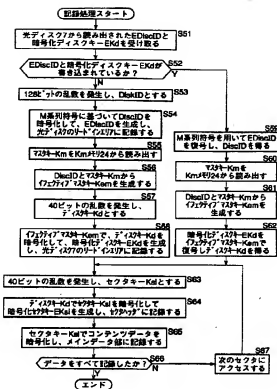 記録処理スタート
S51
光ディスク7から読み出されたEDiscIDと
暗号化ディスクキーEKdを受け取る
S52
EDiscIDと
暗号化ディスクキーEKdが
書き込まれているか?
Y
N
S53
128ビットの乱数を発生し、DiskIDとする
S54
M系列符号に基づいてDiscIDを
暗号化して、EDiscIDを生成し、
光ディスクのリードインエリアに記録する
S55
マスターキーKmをKmメモリ24から読み出す
S56
DiscIDとマスターキーKmから
イフェクティブマスターキーKemを生成する
S57
40ビットの乱数を発生し、
ディスクキーKdとする
S58
イフェクティブマスターキーKemで、ディスクキーKdを
暗号化して、暗号化ディスクキーEKdを生成
し、光ディスク7のリードインエリアに記録する
S59
M系列符号を用いてEDiscIDを
復号し、DiscIDを得る
S60
マスターキーKmを
Kmメモリ24から読み出す
S61
DiscIDとマスターキーKmから
イフェクティブマスターキーKemを
生成する
S62
暗号化ディスクキーEKdを
イフェクティブマスターキーKemで
復号しディスクキーKdを得る
S63
40ビットの乱数を発生し、セクタキーKsiとする
S64
ディスクキーKdでセクタキーKsiを暗号化して
暗号化セクタキーEKsiを生成し、セクタヘッダに記録する
S65
セクタキーKsiでコンテンツデータを
暗号化し、メインデータ部に記録する
S66
データをすべて記録したか?
N
Y
S67
次のセクタに
アクセスする
エンド